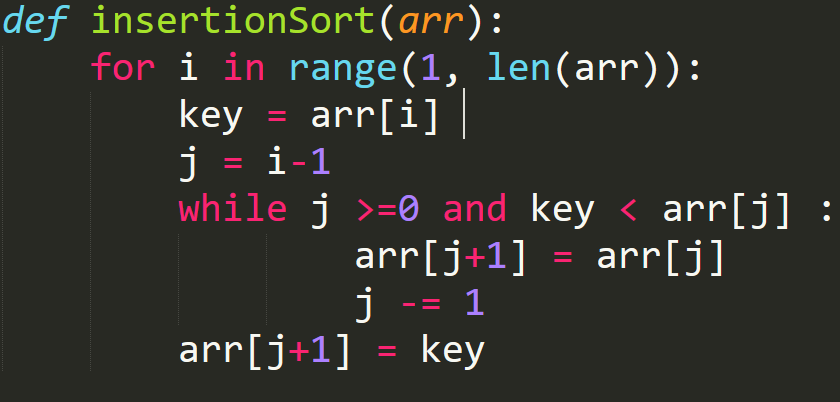 def insertionSort(arr):
    for i in range(1, len(arr)):
        key = arr[i]
        j = i-1
        while j >=0 and key < arr[j] :
                arr[j+1] = arr[j]
                j -= 1
        arr[j+1] = key